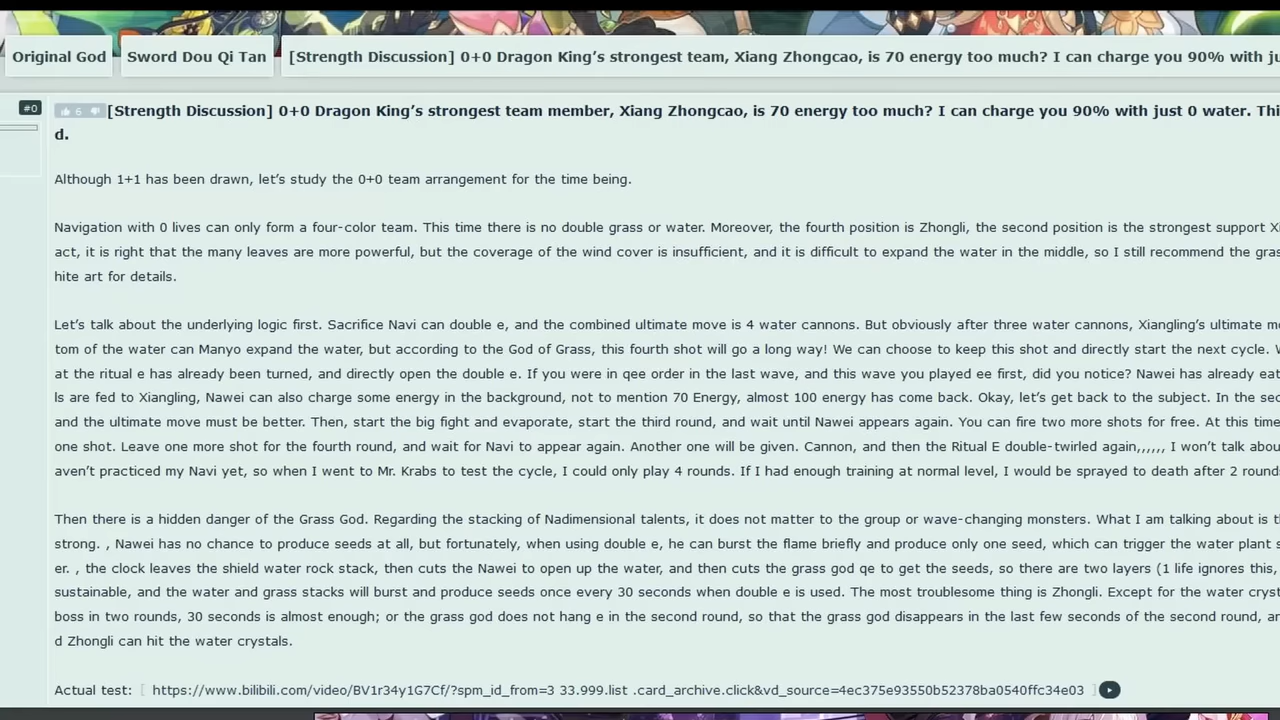 Original God
Sword Dou Qi Tan
[Strength Discussion] 0+0 Dragon King’s strongest team, Xiang Zhongcao, is 70 energy too much? I can charge you 90% with
#0
6
[Strength Discussion] 0+0 Dragon King’s strongest team member, Xiang Zhongcao, is 70 energy too much? I can charge you 90% with just 0 water. Thi
d.
Although 1+1 has been drawn, let’s study the 0+0 team arrangement for the time being.
Navigation with 0 lives can only form a four-color team. This time there is no double grass or water. Moreover, the fourth position is Zhongli, the second position is the strongest support Xi
act, it is right that the many leaves are more powerful, but the coverage of the wind cover is insufficient, and it is difficult to expand the water in the middle, so I still recommend the gras
hite art for details.
Let’s talk about the underlying logic first. Sacrifice Navi can double e, and the combined ultimate move is 4 water cannons. But obviously after three water cannons, Xiangling’s ultimate m
tom of the water can Manyo expand the water, but according to the God of Grass, this fourth shot will go a long way! We can choose to keep this shot and directly start the next cycle.
at the ritual e has already been turned, and directly open the double e. If you were in qee order in the last wave, and this wave you played ee first, did you notice? Nawei has already eat
ls are fed to Xiangling, Nawei can also charge some energy in the background, not to mention 70 Energy, almost 100 energy has come back. Okay, let’s get back to the subject. In the sec
and the ultimate move must be better. Then, start the big fight and evaporate, start the third round, and wait until Nawei appears again. You can fire two more shots for free. At this time
one shot. Leave one more shot for the fourth round, and wait for Navi to appear again. Another one will be given. Cannon, and then the Ritual E double-twirled again,,,,,, I won’t talk abou
aven’t practiced my Navi yet, so when I went to Mr. Krabs to test the cycle, I could only play 4 rounds. If I had enough training at normal level, I would be sprayed to death after 2 round
Then there is a hidden danger of the Grass God. Regarding the stacking of Nadimensional talents, it does not matter to the group or wave-changing monsters. What I am talking about is th
strong. , Nawei has no chance to produce seeds at all, but fortunately, when using double e, he can burst the flame briefly and produce only one seed, which can trigger the water plant s
er. , the clock leaves the shield water rock stack, then cuts the Nawei to open up the water, and then cuts the grass god qe to get the seeds, so there are two layers (1 life ignores this,
sustainable, and the water and grass stacks will burst and produce seeds once every 30 seconds when double e is used. The most troublesome thing is Zhongli. Except for the water cryst
boss in two rounds, 30 seconds is almost enough; or the grass god does not hang e in the second round, so that the grass god disappears in the last few seconds of the second round, an
d Zhongli can hit the water crystals.
Actual test: [ https://www.bilibili.com/video/BV1r34y1G7Cf/?spm_id_from=3 33.999.list .card_archive.click&vd_source=4ec375e93550b52378ba0540ffc34e03 ]